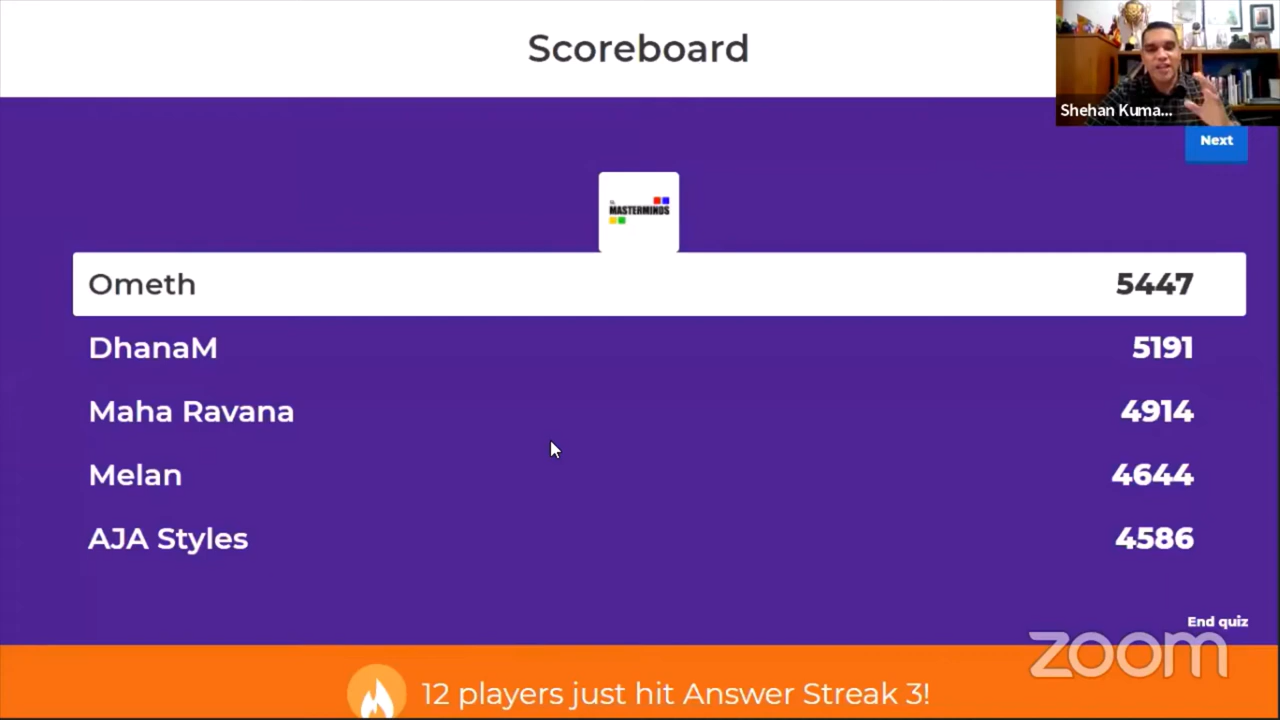 Scoreboard
Shehan Kuma...
Next
SL
MASTERMINDS
Ometh 5447
DhanaM 5191
Maha Ravana 4914
Melan 4644
AJA Styles 4586
End quiz
zoom
12 players just hit Answer Streak 3!